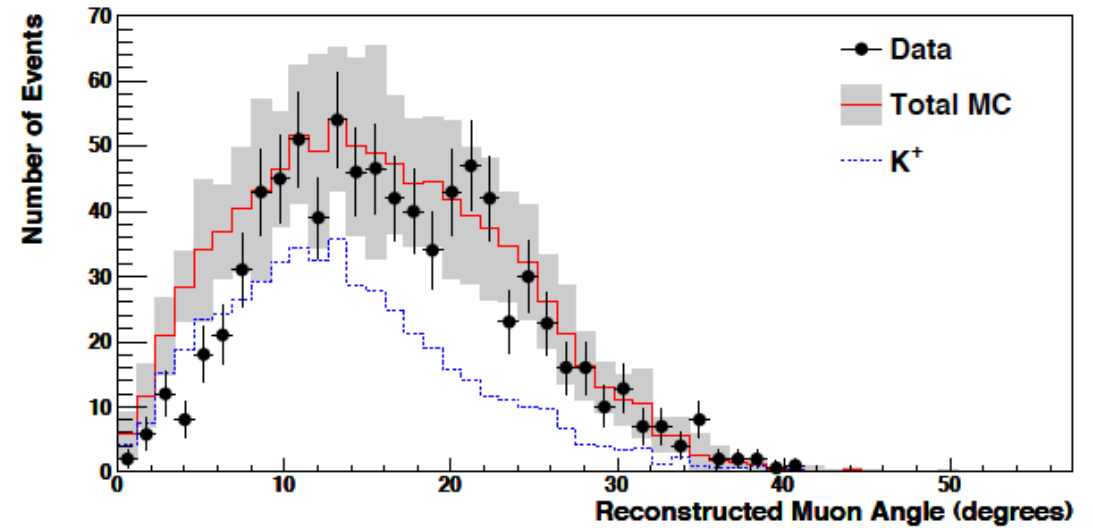 Number of Events
70
60
50
40
30
20
10
0
Data
Total MC
K⁺
0 10 20 30 40 50
Reconstructed Muon Angle (degrees)